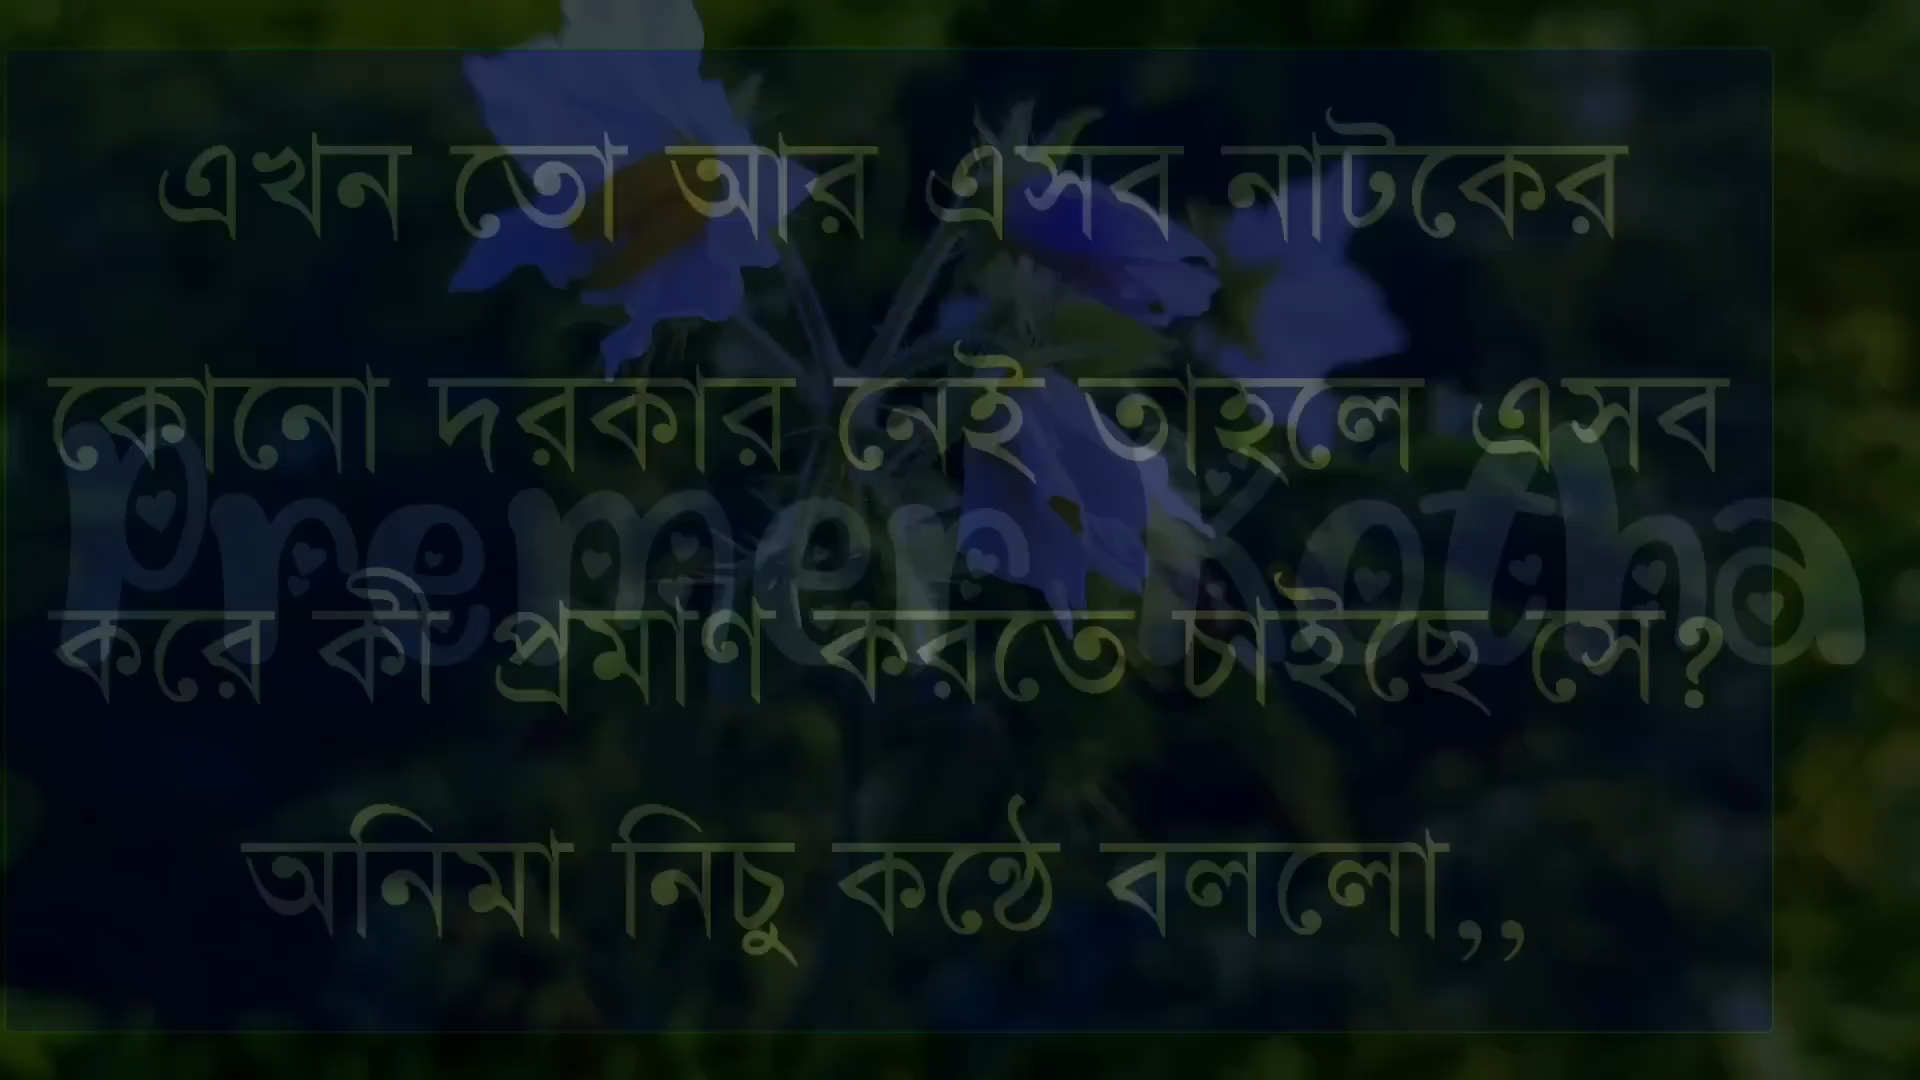 এখন তো আর এসব নাটকের
কোনো দরকার নেই তাহলে এসব
Premer Kotha
করে কী প্রমাণ করতে চাইছে সে?
অনিমা নিচু কণ্ঠে বললো,,